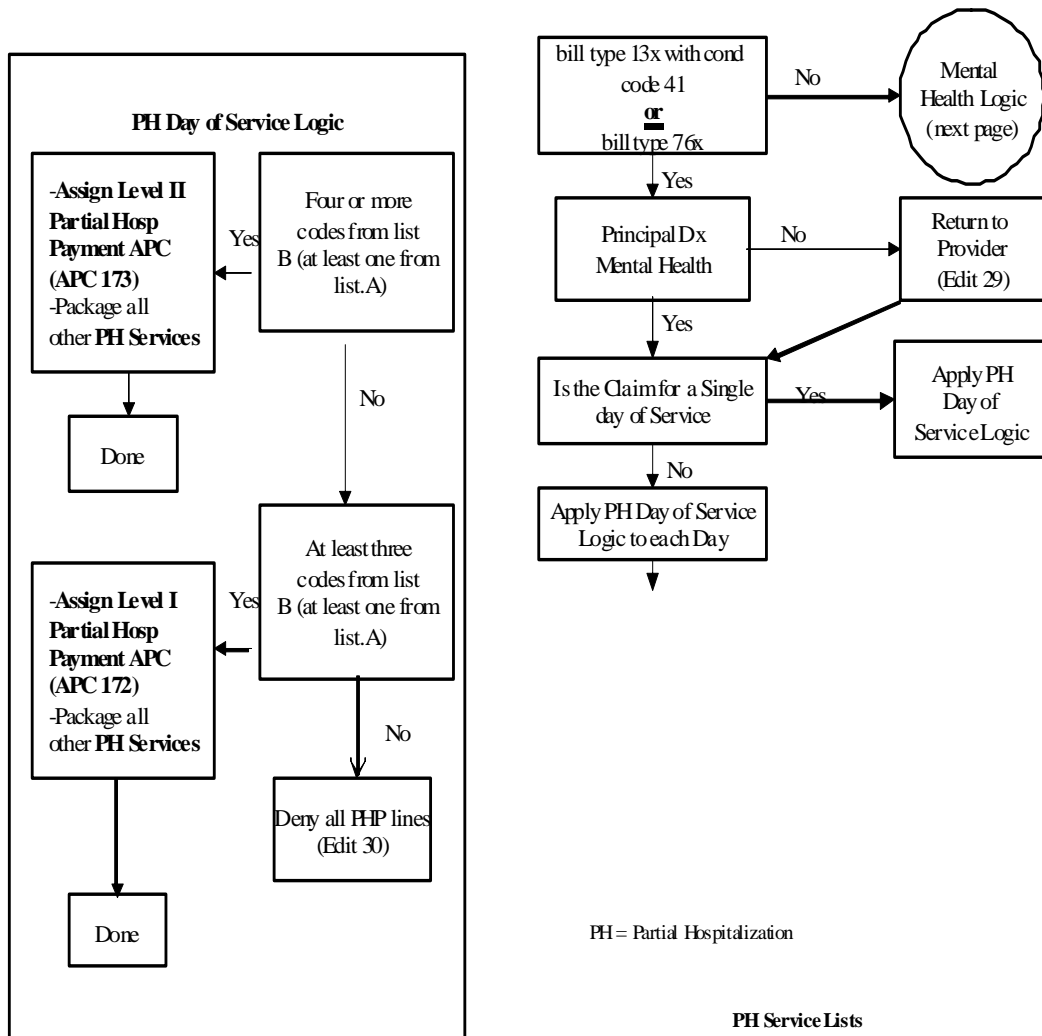 PH Day of Service Logic
-Assign Level II
Partial Hosp
Payment APC
(APC 173)
-Package all
other PH Services
Yes
Four or more
codes from list
B (at least one from
list.A)
Done
No
-Assign Level I
Partial Hosp
Payment APC
(APC 172)
-Package all
other PH Services
Yes
At least three
codes from list
B (at least one from
list.A)
No
Deny all PHP lines
(Edit 30)
Done
bill type 13x with cond
code 41
or
bill type 76x
No
Mental
Health Logic
(next page)
Yes
Principal Dx
Mental Health
No
Return to
Provider
(Edit 29)
Yes
Is the Claim for a Single
day of Service
Yes
Apply PH
Day of
Service Logic
No
Apply PH Day of Service
Logic to each Day
PH = Partial Hospitalization
PH Service Lists